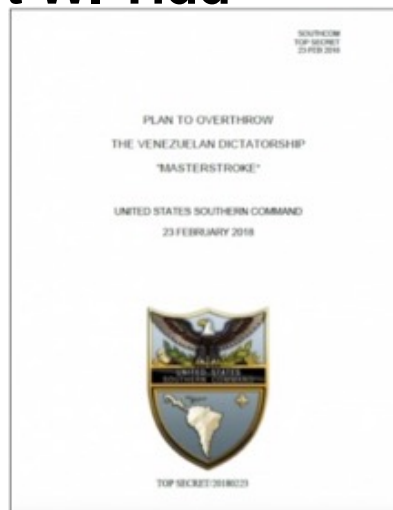 SOUTHCOM
TOP SECRET
23 FEB 2018
PLAN TO OVERTHROW
THE VENEZUELAN DICTATORSHIP
"MASTERSTROKE"
UNITED STATES SOUTHERN COMMAND
23 FEBRUARY 2018
UNITED STATES
SOUTHERN COMMAND
TOP SECRET/20180223